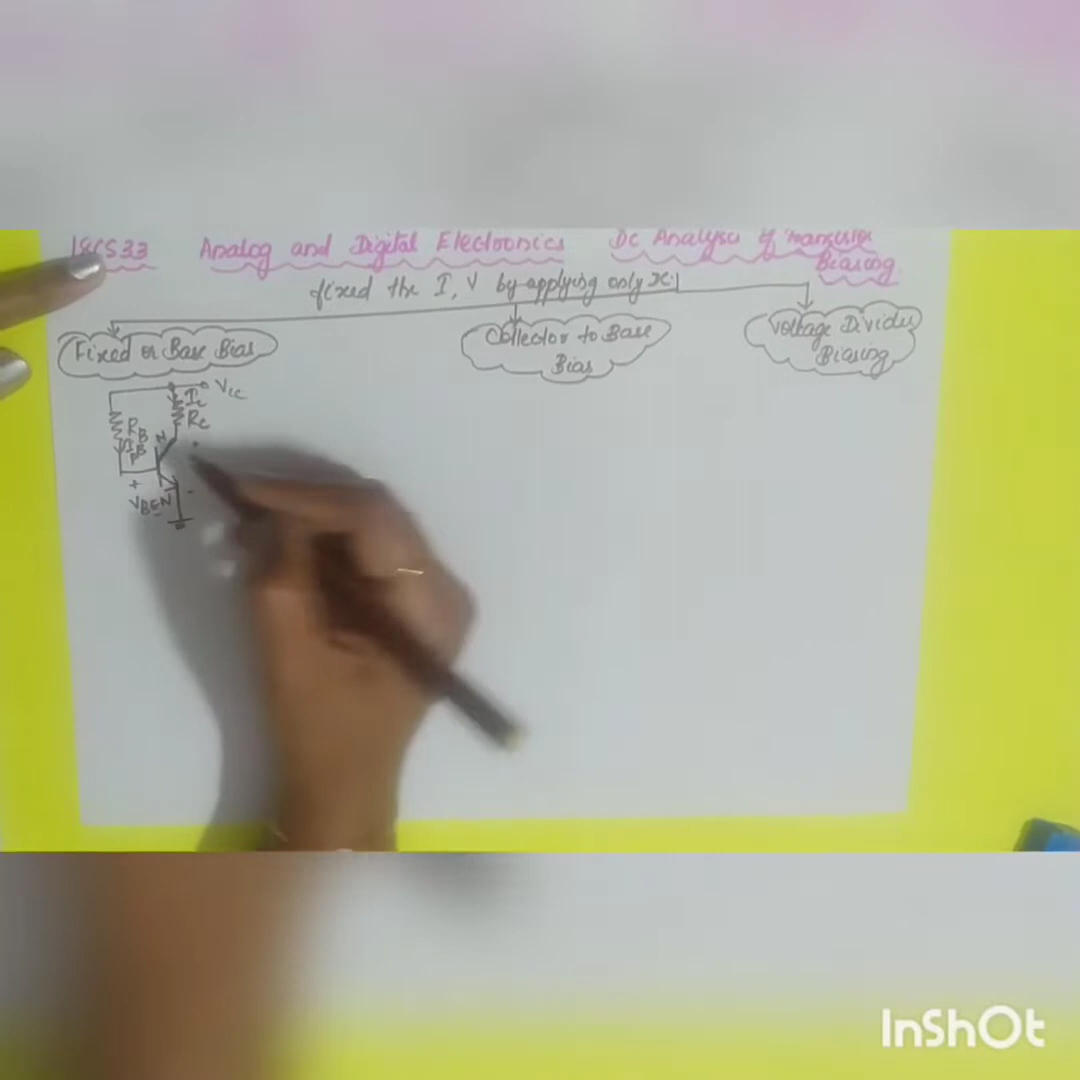 18CS33 Analog and Digital Electronics DC Analysis of Transistor
Biasing
fixed the I, V by applying only
Fixed or Base Bias
Collector to Base
Bias
Voltage Divider
Biasing
VCC
IC
RC
RB
IB
N
P
+
+
-
VBE
N
InShOt